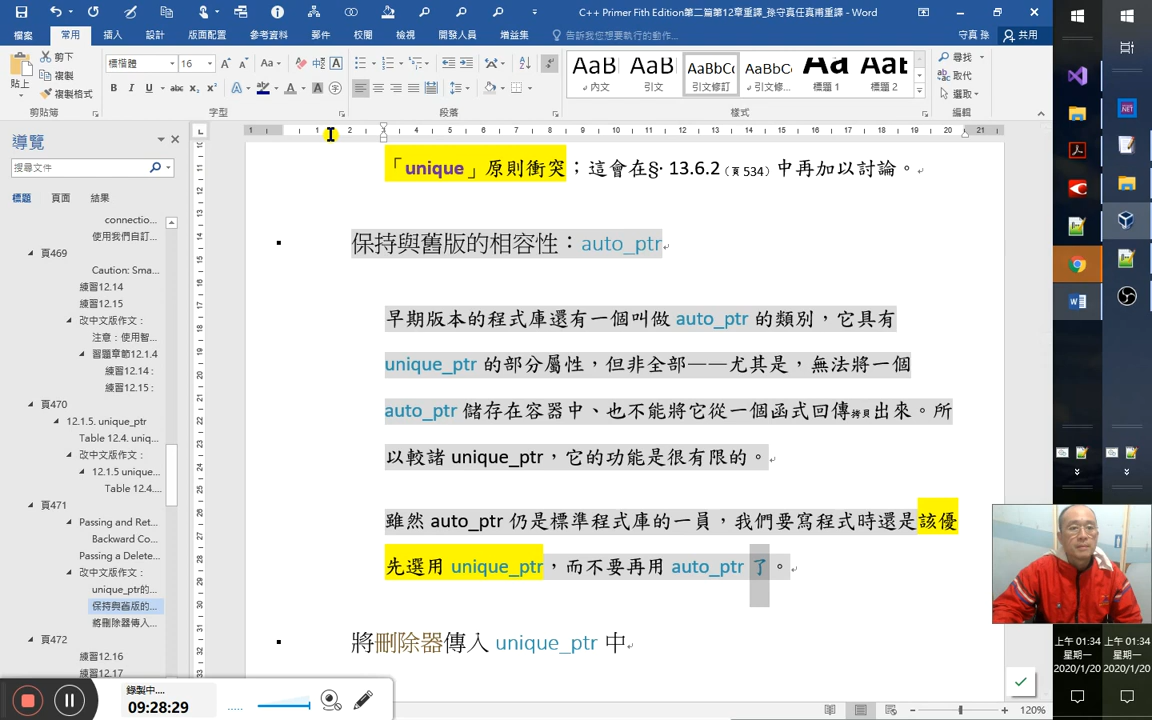 C++ Primer Fith Edition第二篇第12章重譯_孫守真任真甫重譯 - Word
檔案 常用 插入 設計 版面配置 參考資料 郵件 校閱 檢視 開發人員 增益集 告訴我您想要執行的動作... 守真 孫 共用
貼上 剪下 複製 複製格式
標楷體 16
AaB AaB AaBbCc AaBbC AaB AaB
內文 引文 引文修訂 引文修... 標題 1 標題 2
尋找 取代 選取
剪貼簿 字型 段落 樣式 編輯
導覽
搜尋文件
標題 頁面 結果
connectio...
使用我們自訂...
頁469
Caution: Sma...
練習12.14
練習12.15
改中文版作文：
注意：使用智...
習題章節12.1.4
練習12.14 :
練習12.15 :
頁470
12.1.5. unique_ptr
Table 12.4. uniq...
改中文版作文：
12.1.5 unique...
Table 12.4....
頁471
Passing and Ret...
Backward Co...
Passing a Delete...
改中文版作文：
unique_ptr的...
保持與舊版的...
將刪除器傳入...
頁472
練習12.16
練習12.17
「unique」原則衝突；這會在§· 13.6.2（頁 534）中再加以討論。
保持與舊版的相容性：auto_ptr
早期版本的程式庫還有一個叫做 auto_ptr 的類別，它具有
unique_ptr 的部分屬性，但非全部——尤其是，無法將一個
auto_ptr 儲存在容器中、也不能將它從一個函式回傳拷貝出來。所
以較諸 unique_ptr，它的功能是很有限的。
雖然 auto_ptr 仍是標準程式庫的一員，我們要寫程式時還是該優
先選用 unique_ptr，而不要再用 auto_ptr 了。
將刪除器傳入 unique_ptr 中
錄製中....
09:28:29
120%
上午 01:34
星期一
2020/1/20
上午 01:34
星期一
2020/1/20